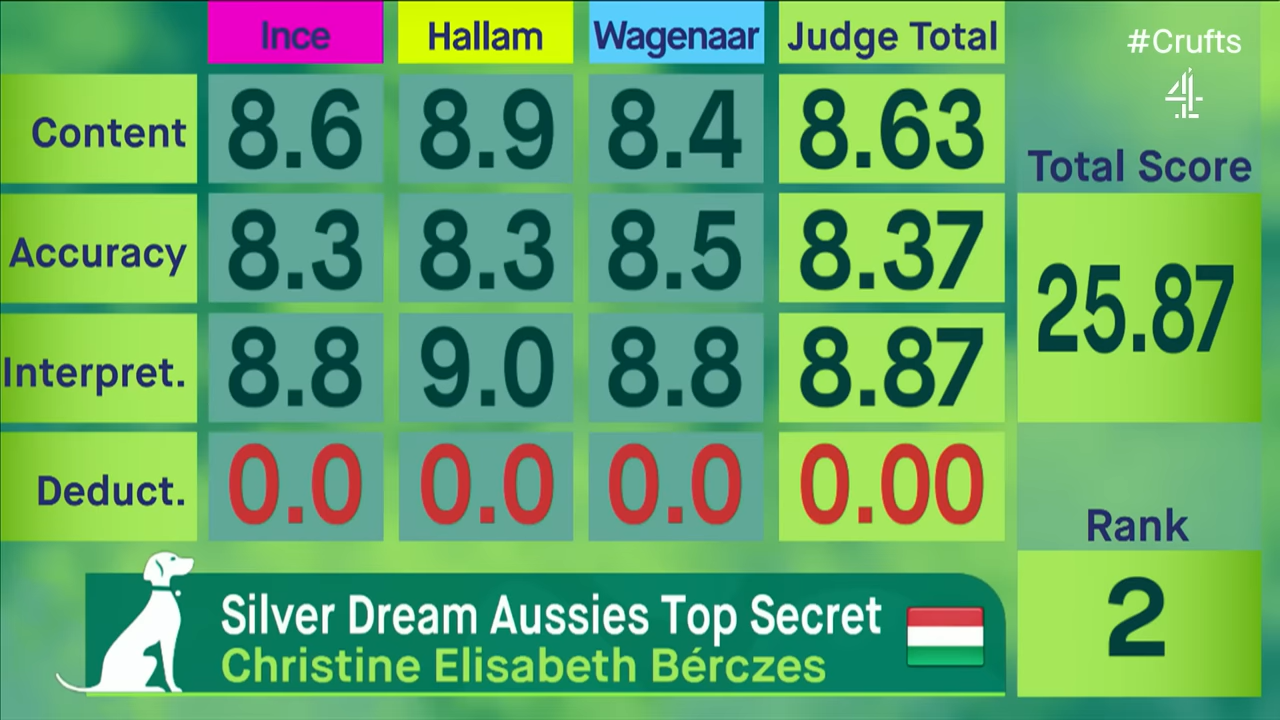 Ince Hallam Wagenaar Judge Total #Crufts
Content 8.6 8.9 8.4 8.63
Total Score
Accuracy 8.3 8.3 8.5 8.37
25.87
Interpret. 8.8 9.0 8.8 8.87
Deduct. 0.0 0.0 0.0 0.00
Rank
2
Silver Dream Aussies Top Secret
Christine Elisabeth Bérczes